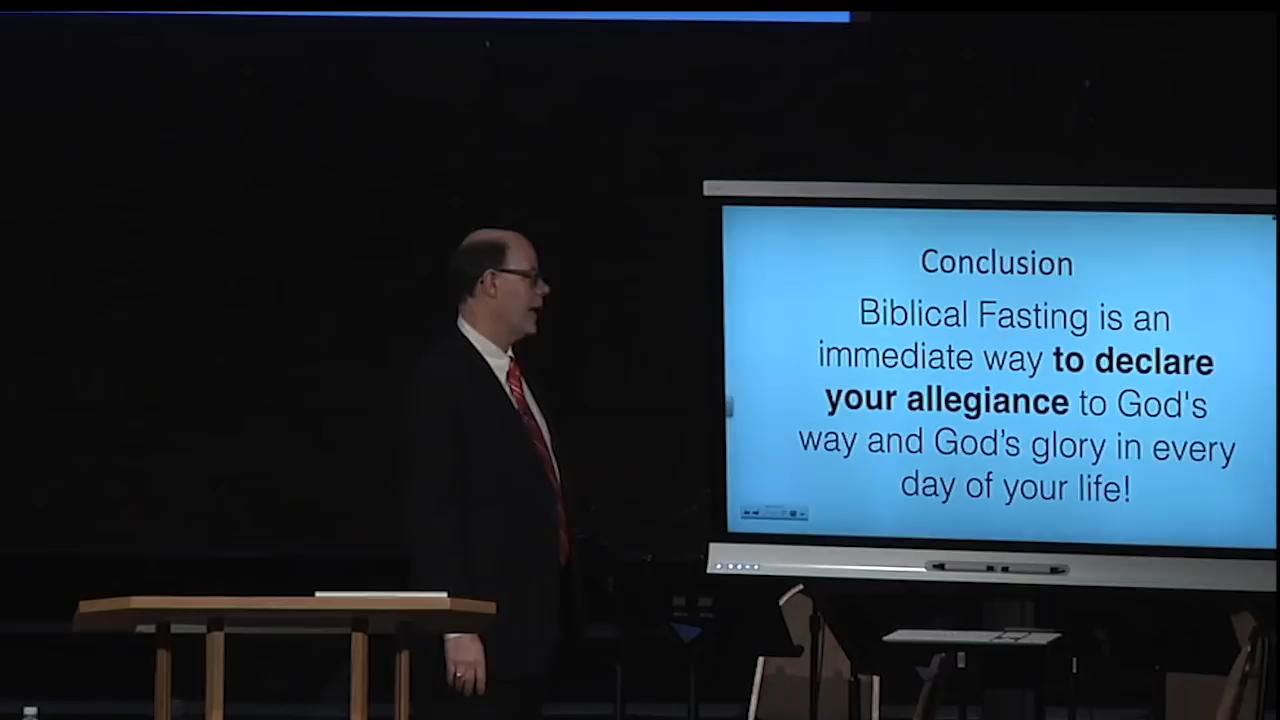 Conclusion
Biblical Fasting is an
immediate way to declare
your allegiance to God's
way and God’s glory in every
day of your life!